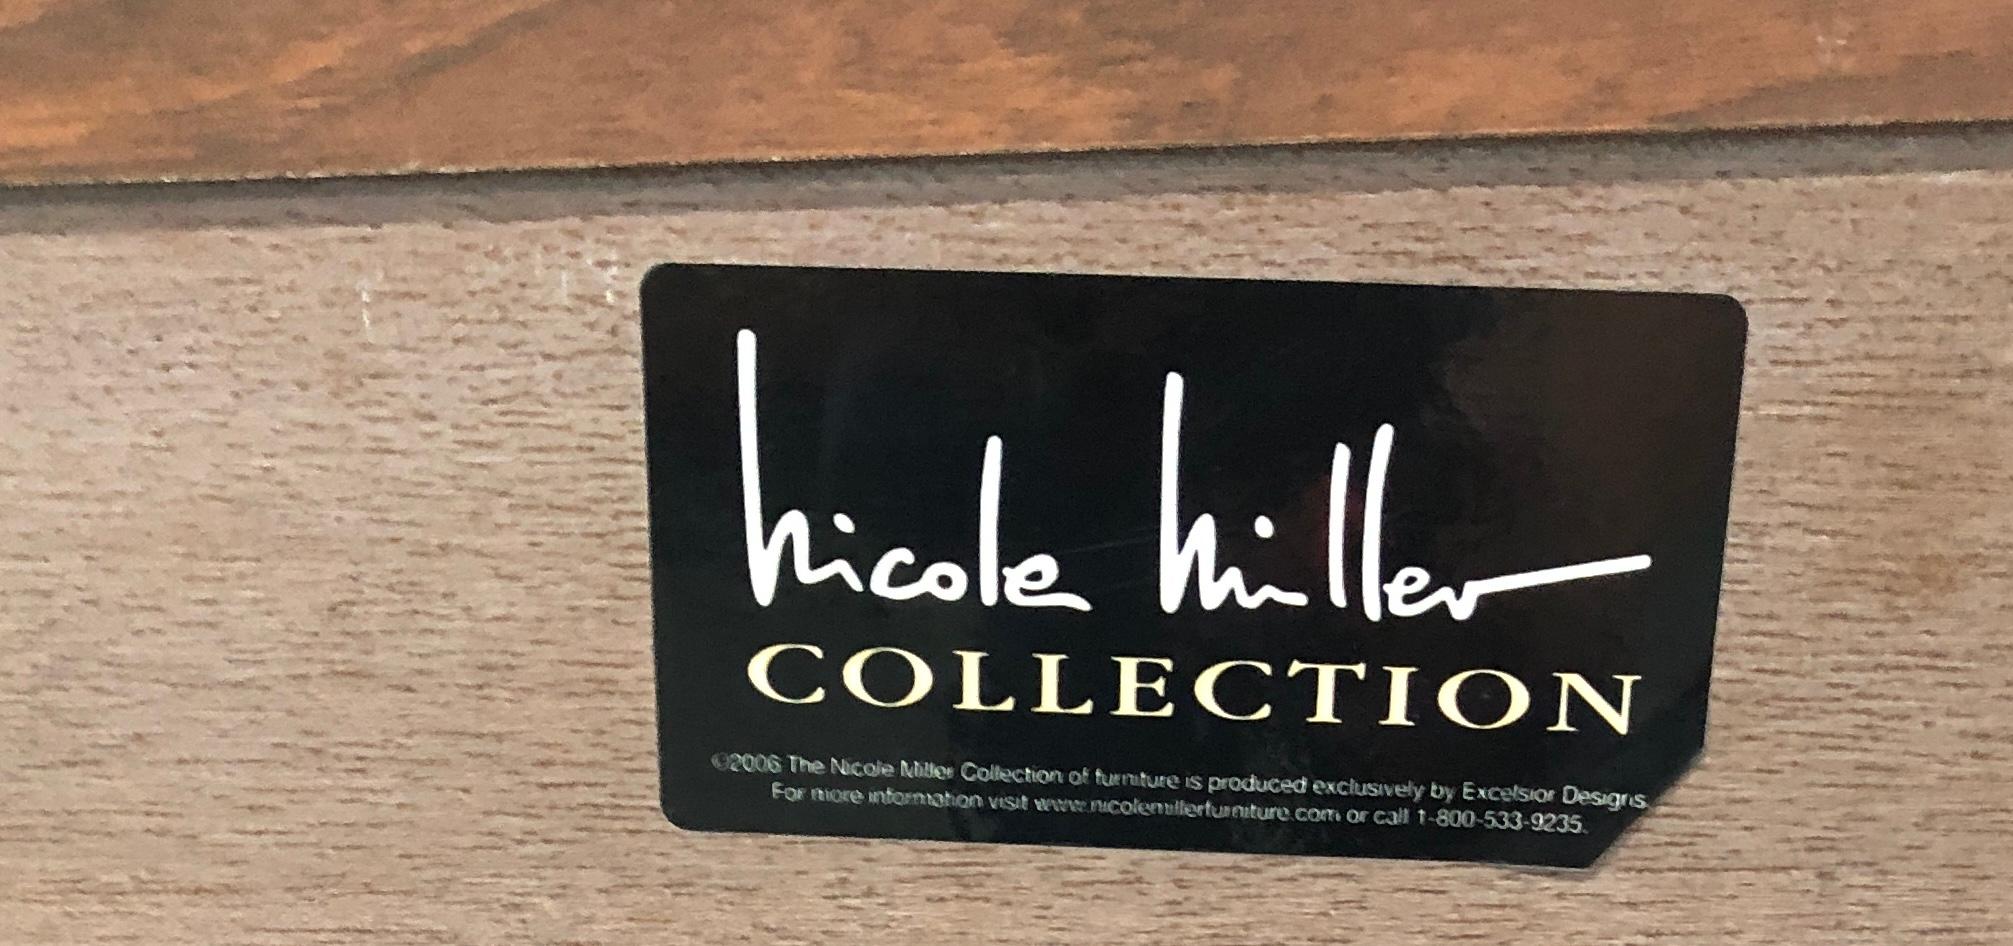 nicole miller
COLLECTION
©2006 The Nicole Miller Collection of furniture is produced exclusively by Excelsior Designs
For more information visit www.nicolemillerfurniture.com or call 1-800-533-9235.